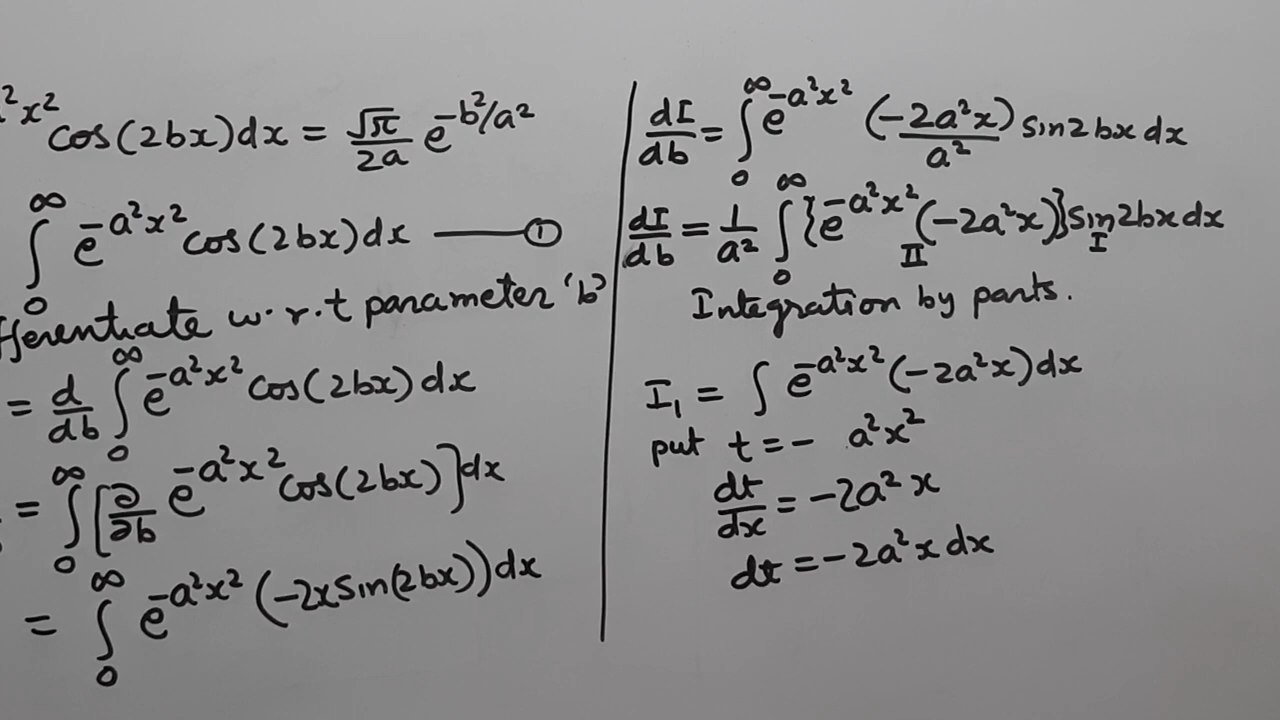 ²x² cos(2bx)dx = √π/2a e^-b²/a²
∫₀^∞ e^-a²x² cos(2bx)dx —— ①
fferentiate w.r.t parameter 'b'
= d/db ∫₀^∞ e^-a²x² cos(2bx)dx
= ∫₀^∞ [∂/∂b e^-a²x² cos(2bx)]dx
= ∫₀^∞ e^-a²x² (-2x sin(2bx))dx
dI/db = ∫₀^∞ e^-a²x² (-2a²x)/a² sin2bx dx
dI/db = 1/a² ∫₀^∞ {e^-a²x² (-2a²x)} sin2bx dx
II I
Integration by parts.
I₁ = ∫ e^-a²x² (-2a²x)dx
put t = - a²x²
dt/dx = -2a²x
dt = -2a²x dx